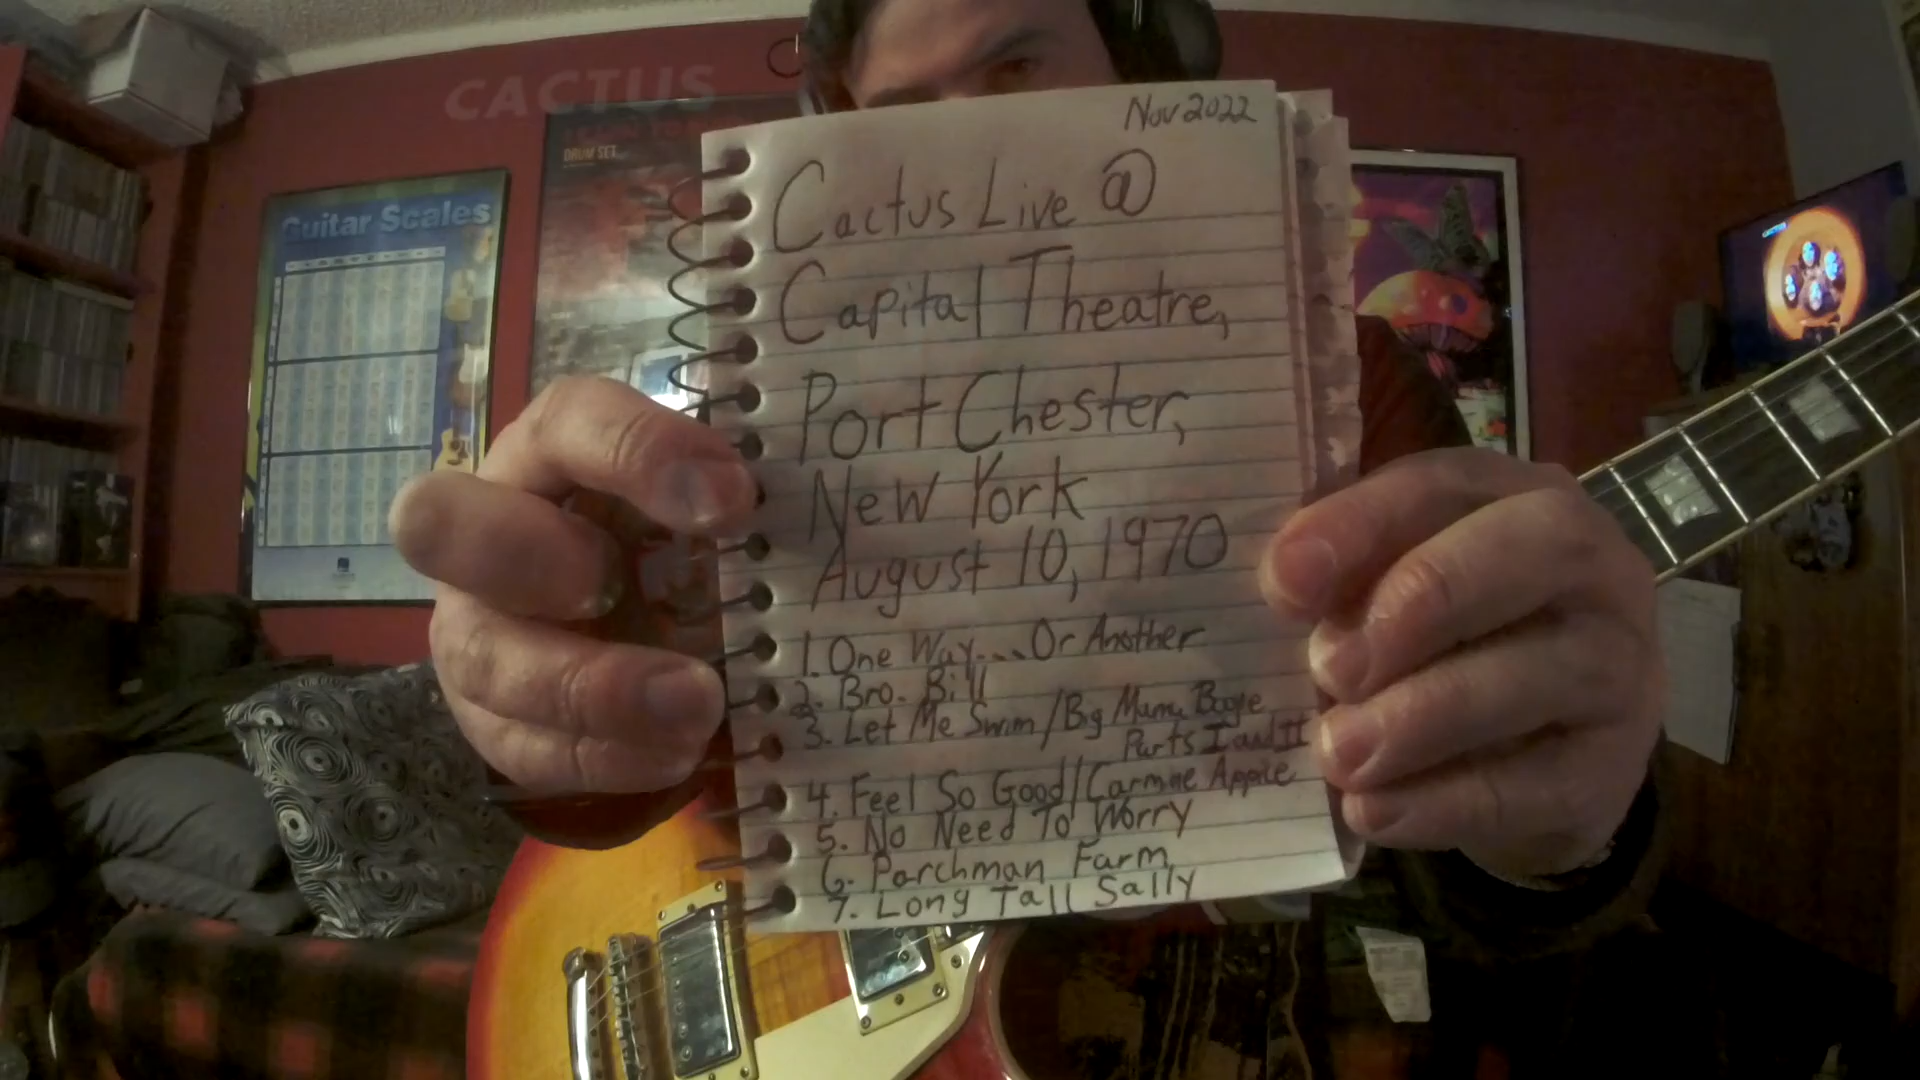 CACTUS
Guitar Scales
DRUM SET
Nov 2022
Cactus Live @
Capital Theatre,
Port Chester,
New York
August 10, 1970
1. One Way....Or Another
2. Bro. Bill
3. Let Me Swim/Big Mama Boogie
Parts I and II
4. Feel So Good/Carmine Appice
5. No Need To Worry
6. Parchman Farm
7. Long Tall Sally